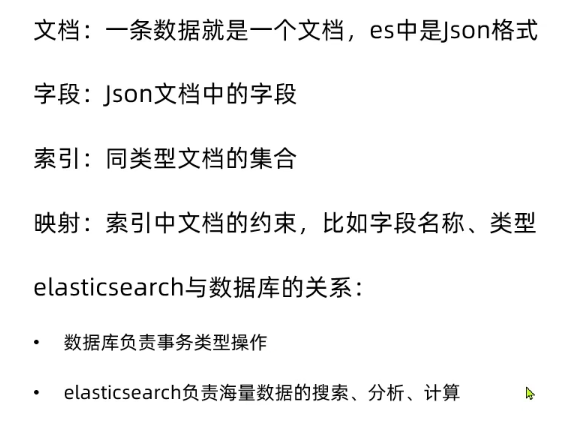 文档：一条数据就是一个文档，es中是Json格式
字段：Json文档中的字段
索引：同类型文档的集合
映射：索引中文档的约束，比如字段名称、类型
elasticsearch与数据库的关系：
• 数据库负责事务类型操作
• elasticsearch负责海量数据的搜索、分析、计算